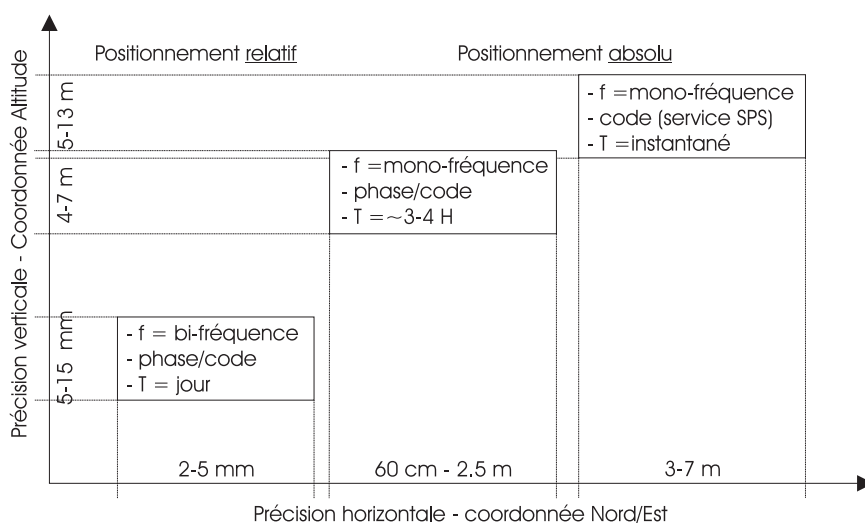 Positionnement relatif
Positionnement absolu
Précision verticale - Coordonnée Altitude
5-13 m
4-7 m
5-15 mm
- f =mono-fréquence
- code (service SPS)
- T =instantané
- f =mono-fréquence
- phase/code
- T =~3-4 H
- f = bi-fréquence
- phase/code
- T = jour
2-5 mm
60 cm - 2.5 m
3-7 m
Précision horizontale - coordonnée Nord/Est